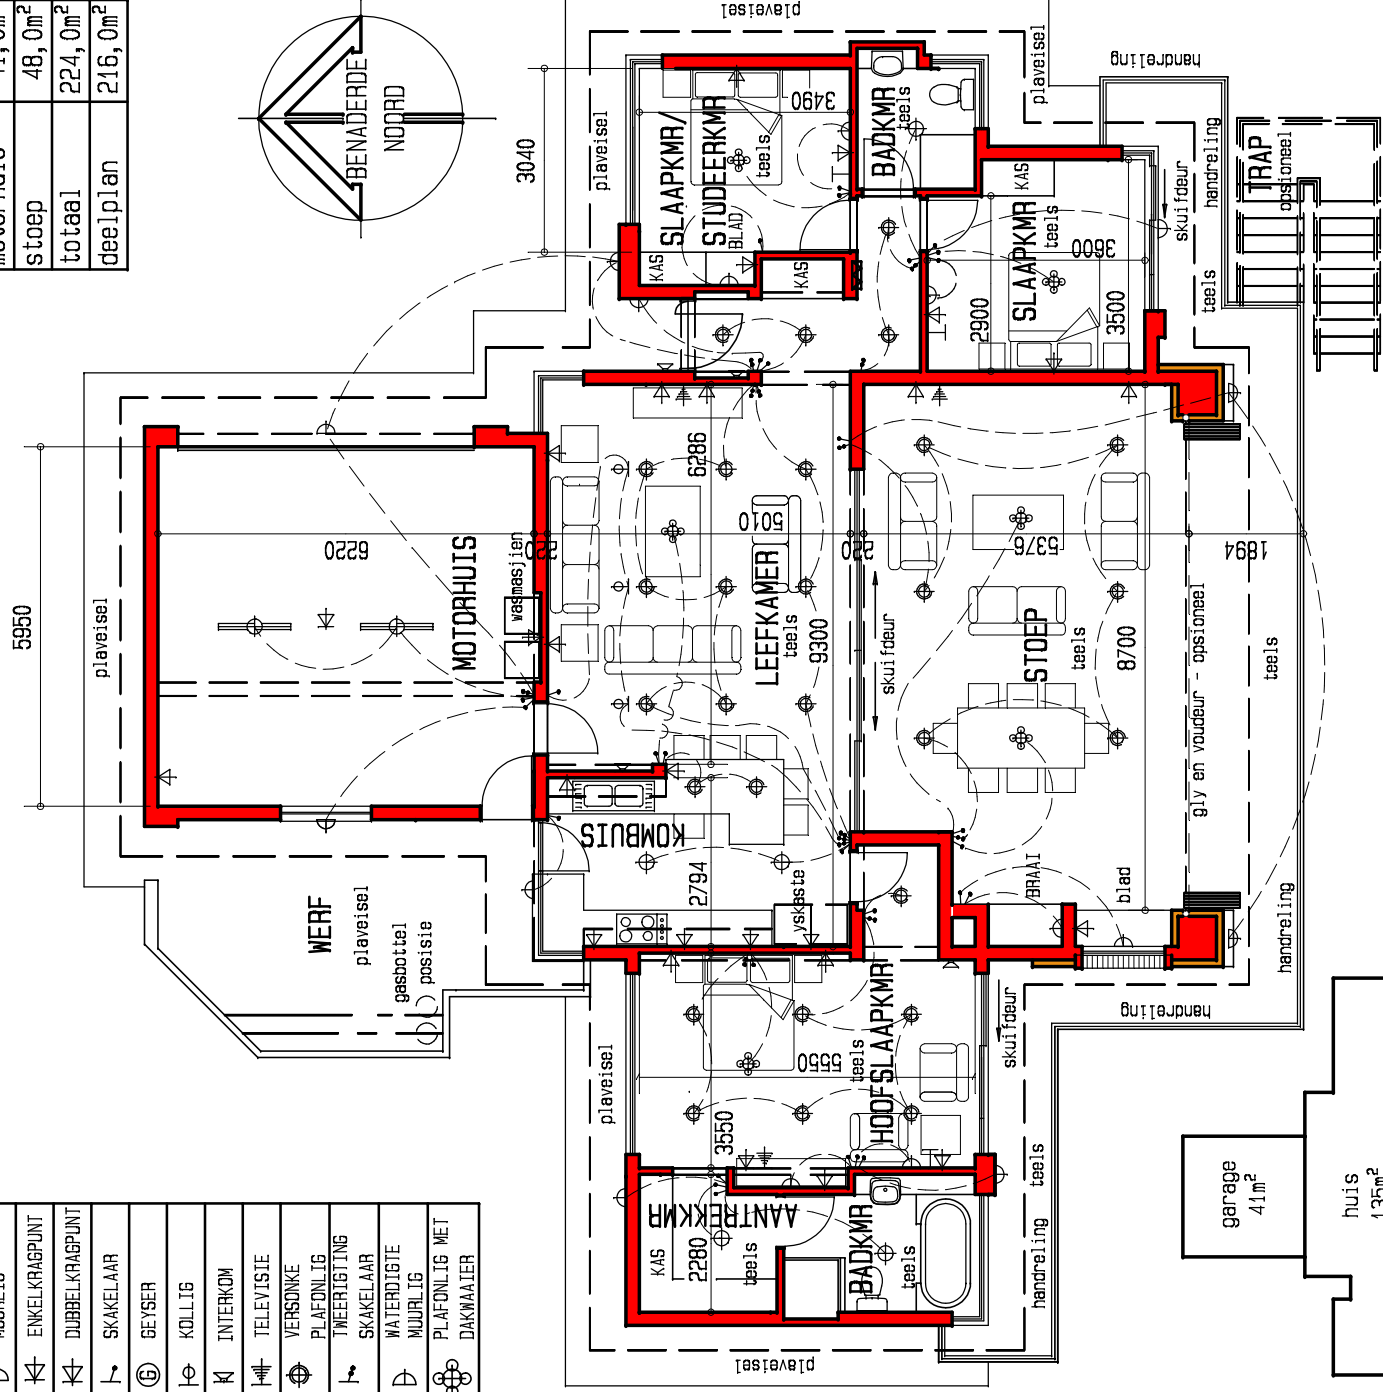 stoep 48,0m²
totaal 224,0m²
deelplan 216,0m²
BENADERDE
NOORD
plaveisel
plaveisel
handreling
handreling
3040
plaveisel
SLAAPKMR/
STUDEERKMR
teels
3490
BLAD
KAS
KAS
BADKMR
teels
KAS
SLAAPKMR
teels
3600
2900
3500
skuifdeur
teels
handreling
TRAP
opsioneel
5950
plaveisel
6220
MOTORHUIS
wasmasjien
220
6286
5010
LEEFKAMER
teels
9300
220
skuifdeur
5376
STOEP
teels
8700
1894
gly en voudeur - opsioneel
teels
KOMBUIS
2794
yskaste
BRAAI
blad
handreling
handreling
WERF
plaveisel
gasbottel
posisie
plaveisel
HOOFSLAAPKMR
teels
5550
3550
skuifdeur
teels
handreling
AANTREKKMR
KAS
2280
teels
BADKMR
teels
plaveisel
ENKELKRAGPUNT
DUBBELKRAGPUNT
SKAKELAAR
G GEYSER
KOLLIG
INTERKOM
TELEVISIE
VERSONKE
PLAFONLIG
TWEERIGTING
SKAKELAAR
WATERDIGTE
MUURLIG
PLAFONLIG MET
DAKWAAIER
garage
41m²
huis
135m²